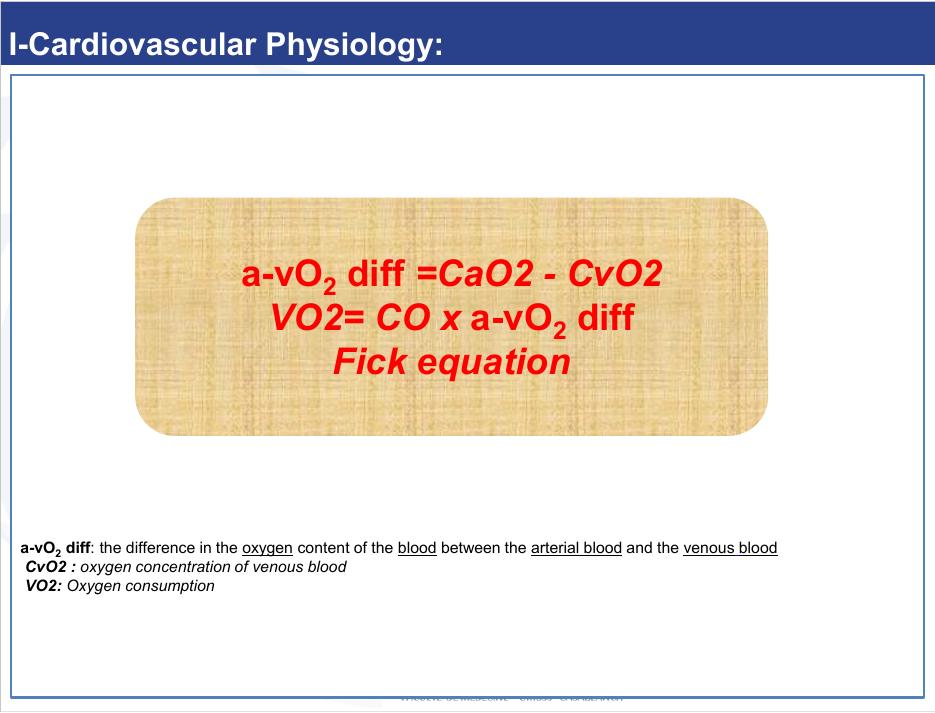 I-Cardiovascular Physiology:
a-vO₂ diff =CaO2 - CvO2
VO2= CO x a-vO₂ diff
Fick equation
a-vO₂ diff: the difference in the oxygen content of the blood between the arterial blood and the venous blood
CvO2 : oxygen concentration of venous blood
VO2: Oxygen consumption